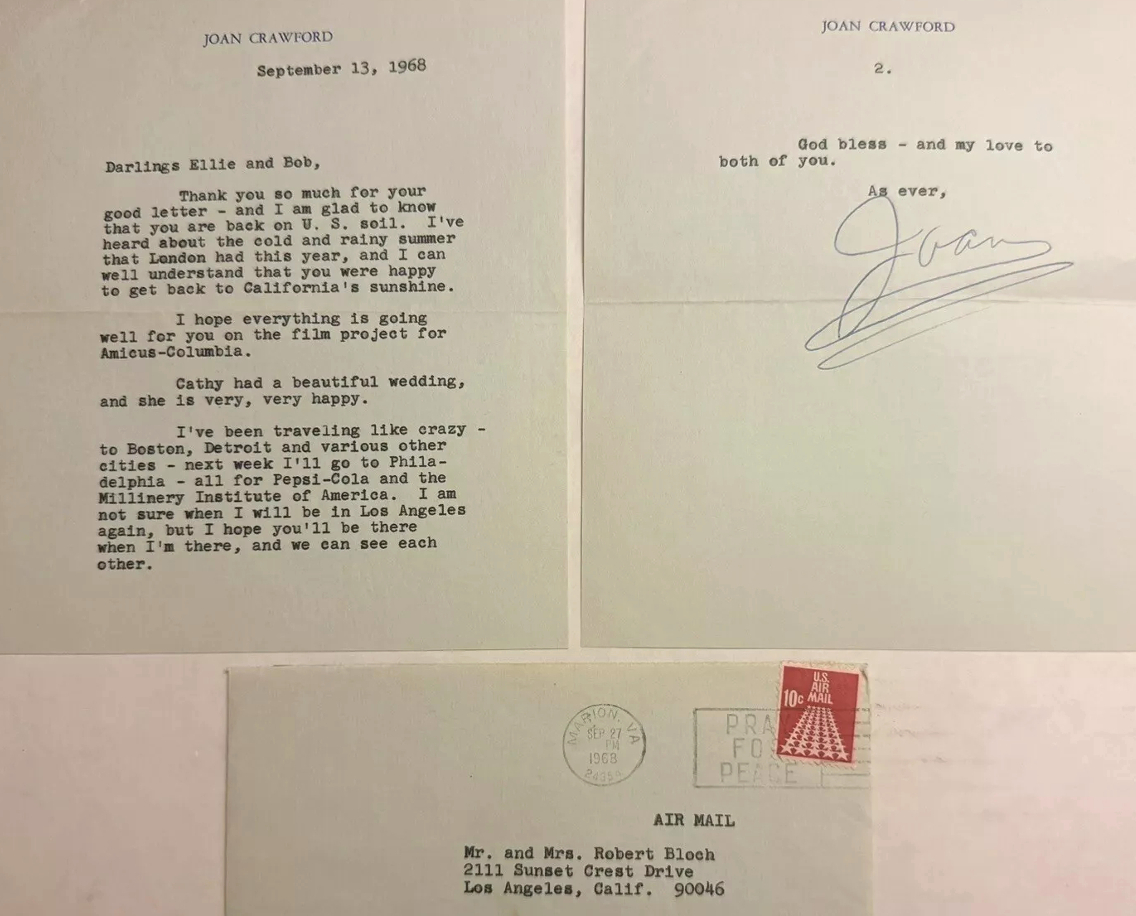 JOAN CRAWFORD
September 13, 1968
Darlings Ellie and Bob,
Thank you so much for your
good letter - and I am glad to know
that you are back on U. S. soil. I've
heard about the cold and rainy summer
that London had this year, and I can
well understand that you were happy
to get back to California's sunshine.
I hope everything is going
well for you on the film project for
Amicus-Columbia.
Cathy had a beautiful wedding,
and she is very, very happy.
I've been traveling like crazy -
to Boston, Detroit and various other
cities - next week I'll go to Phila-
delphia - all for Pepsi-Cola and the
Millinery Institute of America. I am
not sure when I will be in Los Angeles
again, but I hope you'll be there
when I'm there, and we can see each
other.
JOAN CRAWFORD
2.
God bless - and my love to
both of you.
As ever,
Joan
MARION, VA
SEP 27
PM
1968
PRA
FO
PEACE
U.S.
AIR
10c MAIL
AIR MAIL
Mr. and Mrs. Robert Bloch
2111 Sunset Crest Drive
Los Angeles, Calif. 90046